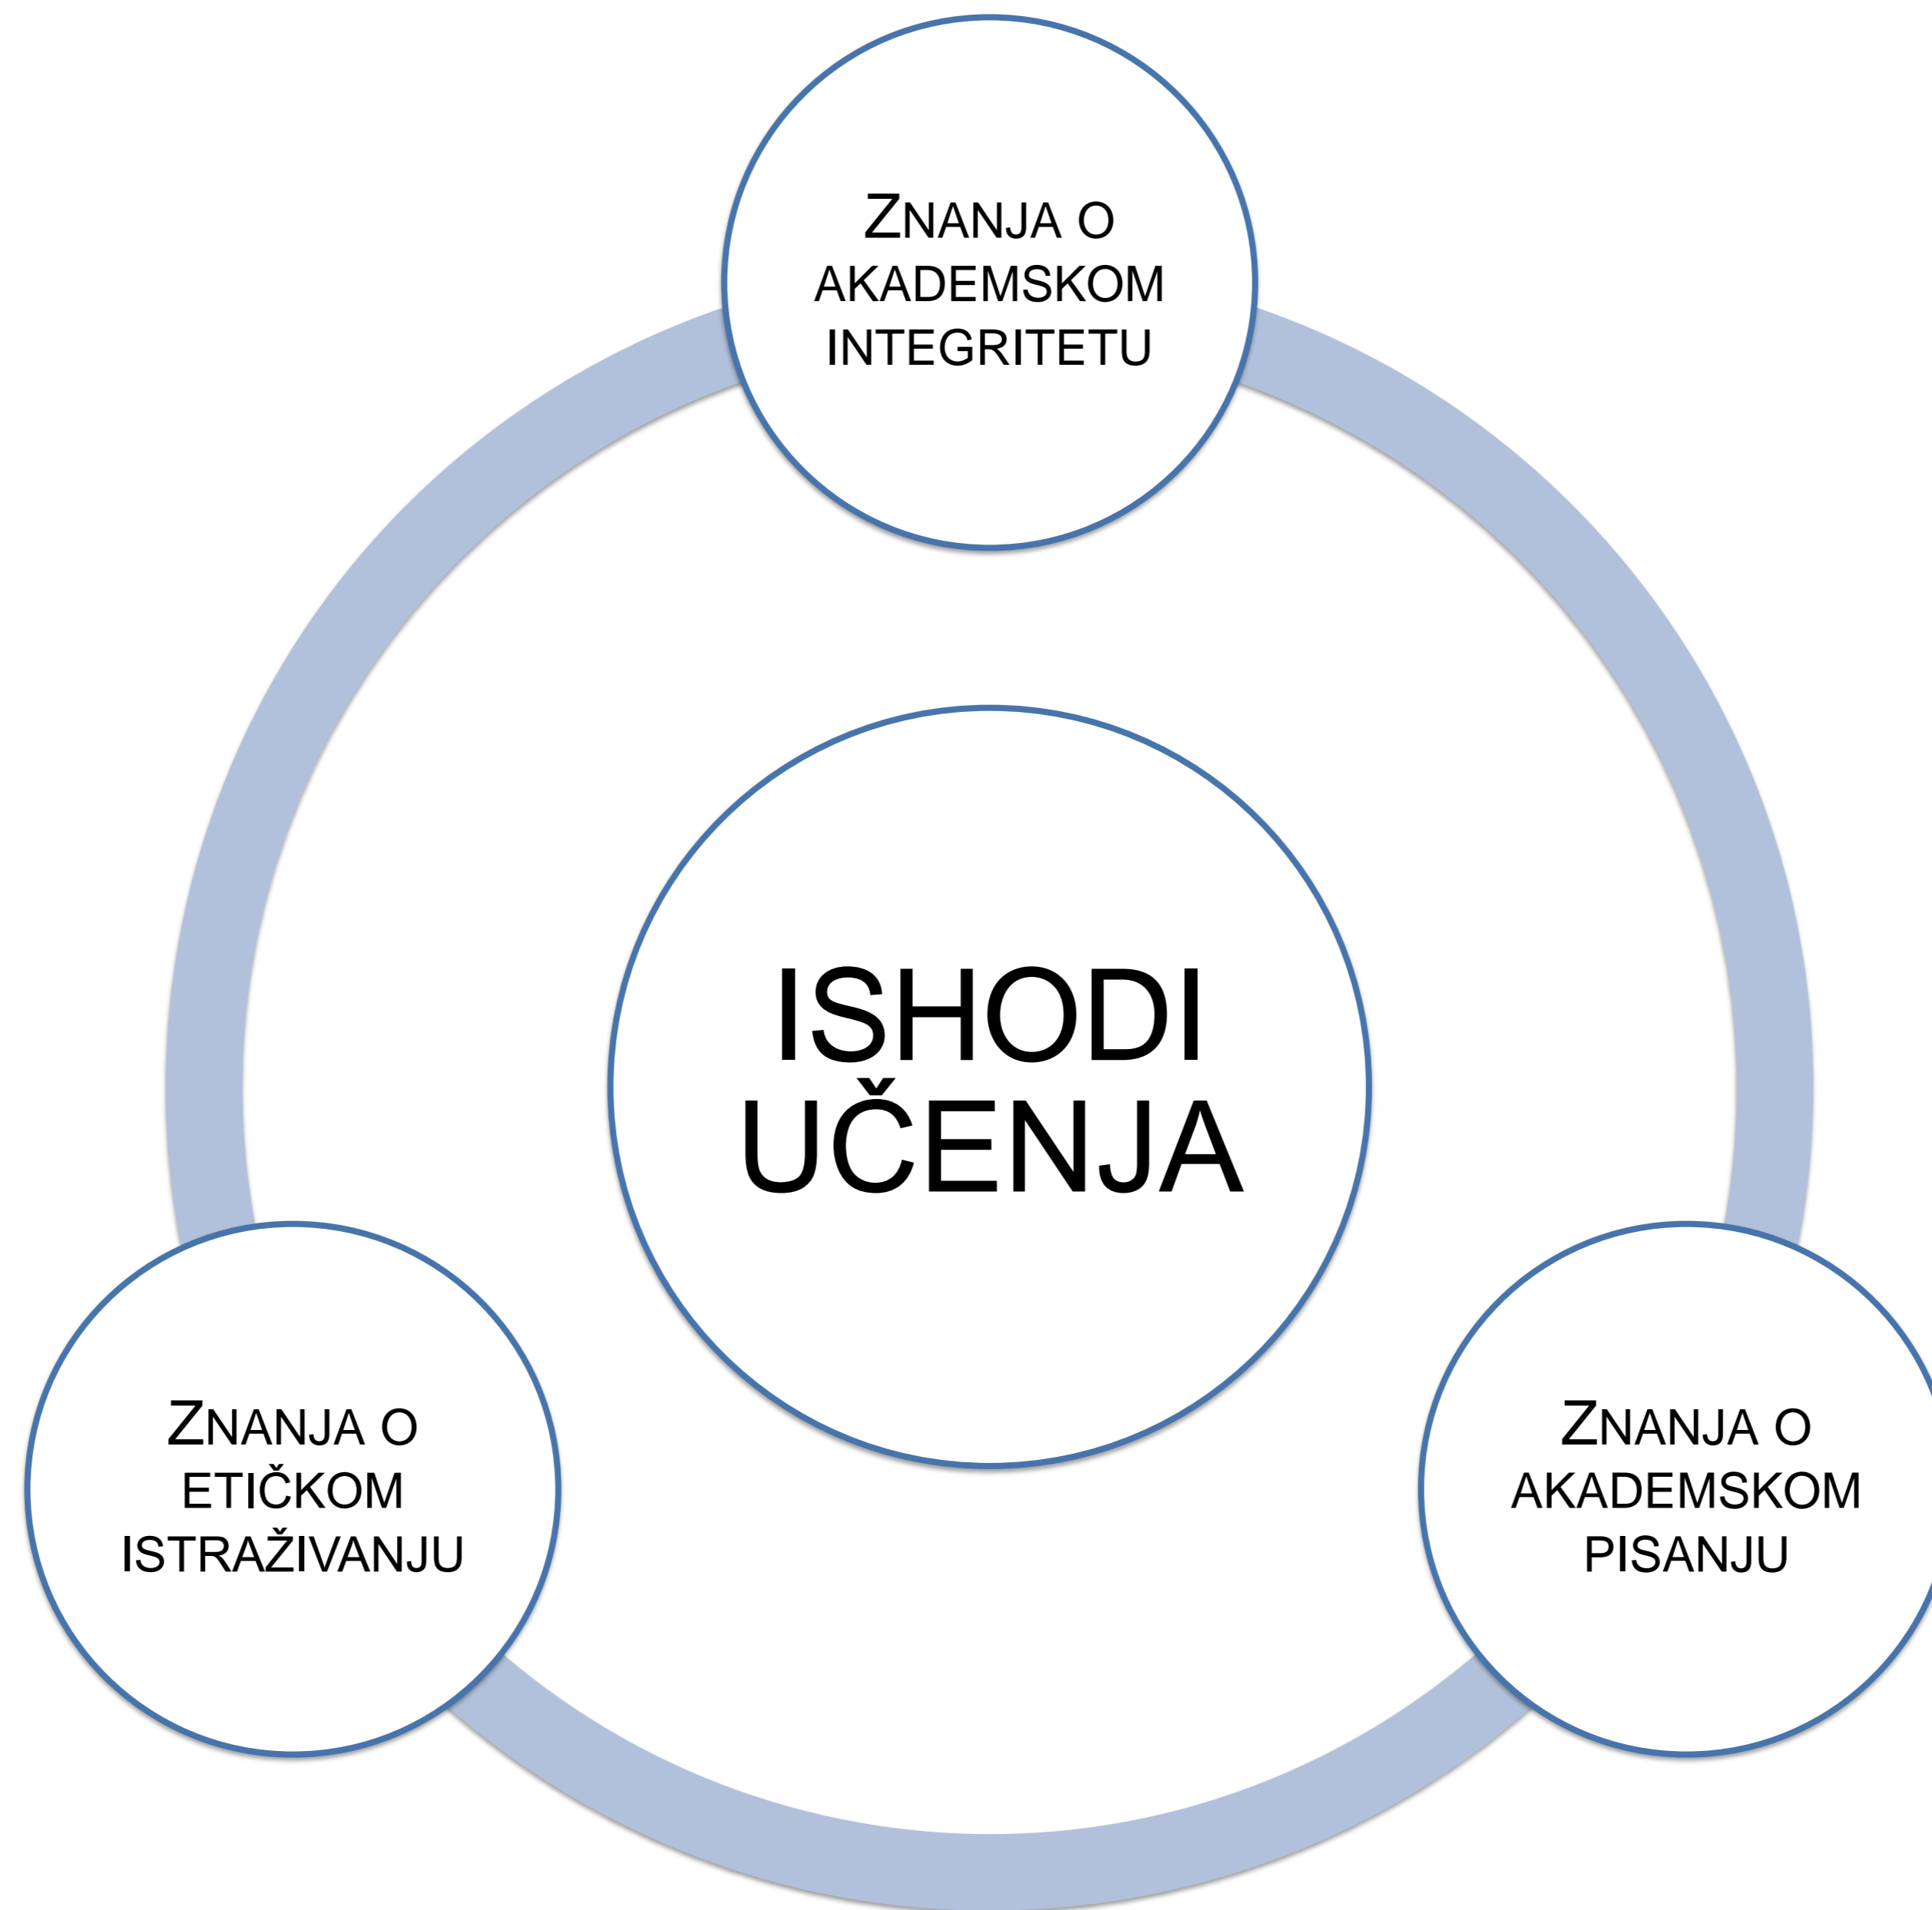 Znanja o
akademskom
integritetu
ISHODI
UČENJA
Znanja o
etičkom
istraživanju
Znanja o
akademskom
pisanju